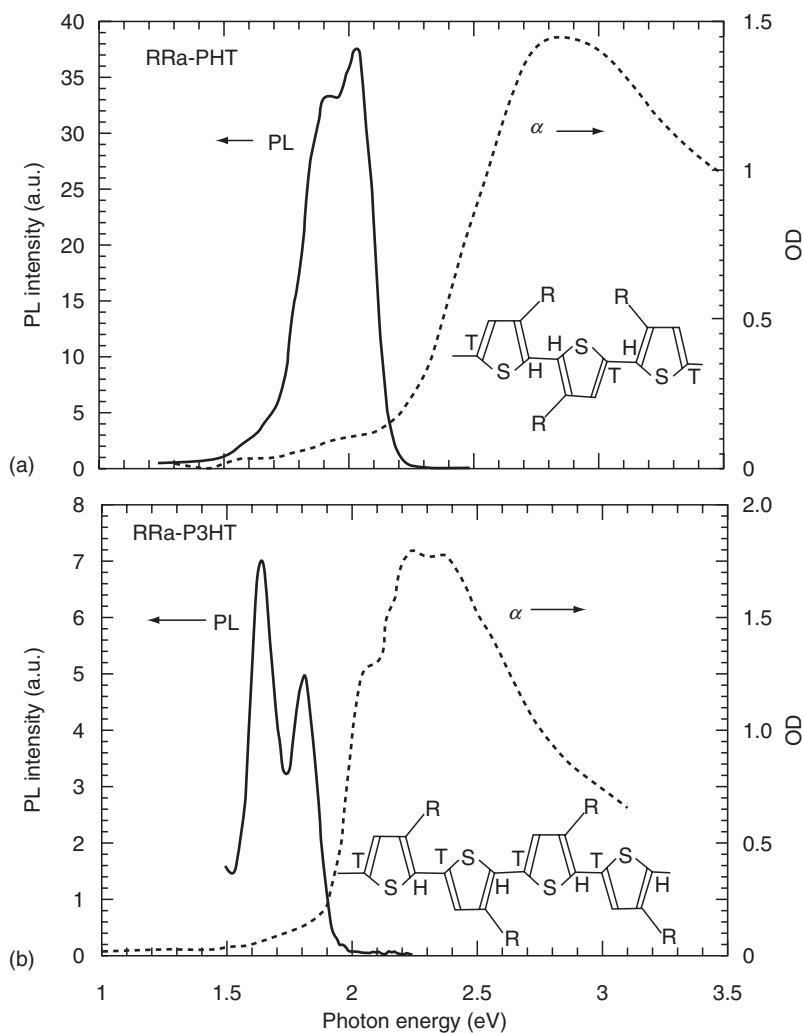 40
35
30
25
20
15
10
5
0
PL intensity (a.u.)
RRa-PHT
PL
α
1.5
1
0.5
0
OD
R
R
T
H
S
S
H
H
T
S
T
R
(a)
8
7
6
5
4
3
2
1
0
PL intensity (a.u.)
RRa-P3HT
PL
α
2.0
1.5
1.0
0.5
0
OD
R
R
T
S
T
S
T
S
H
H
S
H
T
H
R
R
(b)
1
1.5
2
2.5
3
3.5
Photon energy (eV)